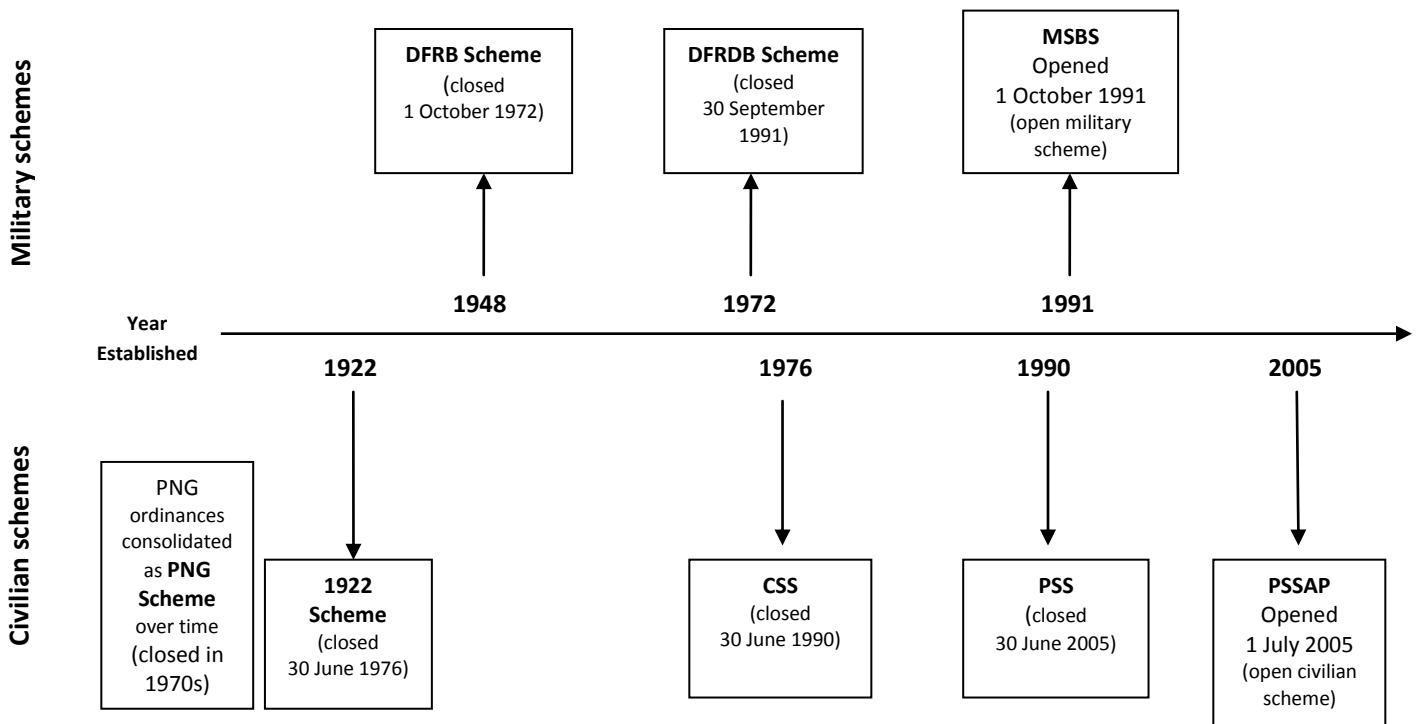 Military schemes
DFRB Scheme
(closed
1 October 1972)
DFRDB Scheme
(closed
30 September
1991)
MSBS
Opened
1 October 1991
(open military
scheme)
1948
1972
1991
Year
Established
1922
1976
1990
2005
Civilian schemes
PNG
ordinances
consolidated
as PNG
Scheme
over time
(closed in
1970s)
1922
Scheme
(closed
30 June 1976)
CSS
(closed
30 June 1990)
PSS
(closed
30 June 2005)
PSSAP
Opened
1 July 2005
(open civilian
scheme)